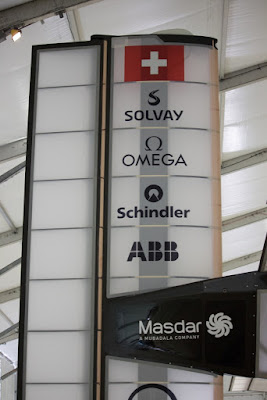 SOLVAY
OMEGA
Schindler
ABB
Masdar
A MUBADALA COMPANY